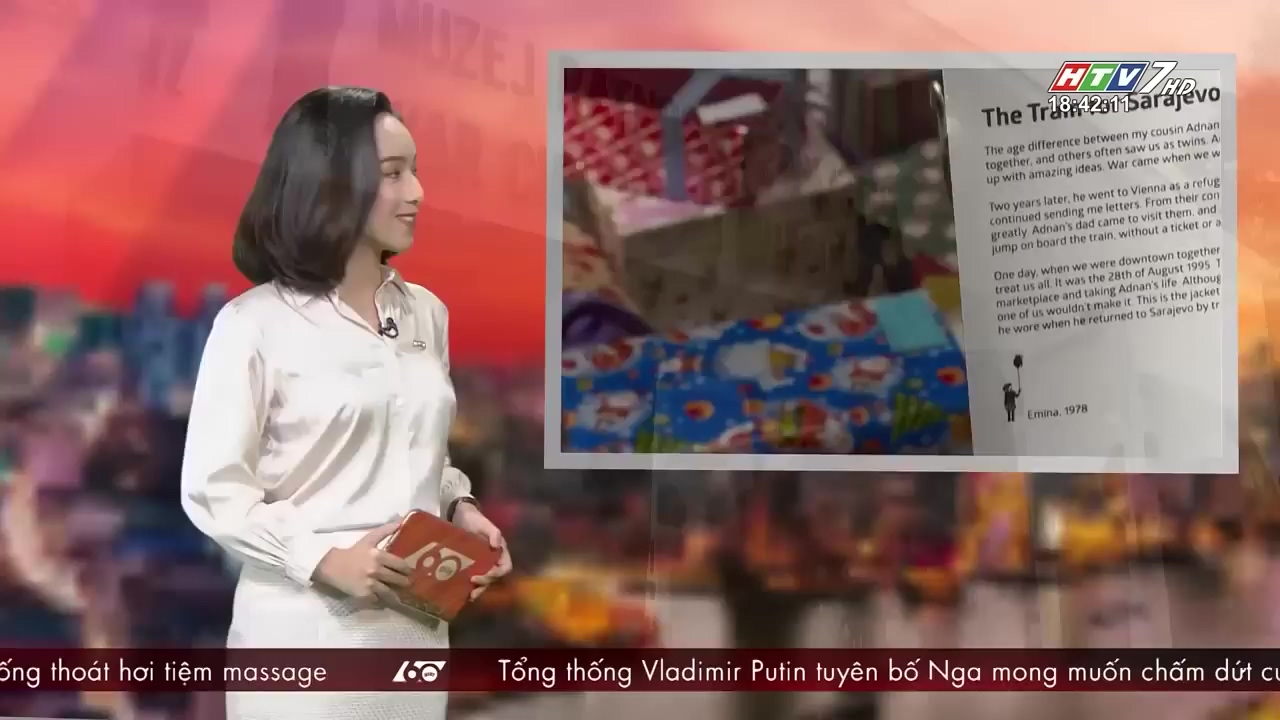 MUZEJ
HTV7 HD
18:42:11
The Train for Sarajevo
The age difference between my cousin Adnan
together, and others often saw us as twins. A
up with amazing ideas. War came when we w
Two years later, he went to Vienna as a refug
continued sending me letters. From their con
greatly. Adnan's dad came to visit them, and
jump on board the train, without a ticket or a
One day, when we were downtown together
treat us all. It was the 28th of August 1995. T
marketplace and taking Adnan's life. Althoug
one of us wouldn't make it. This is the jacket
he wore when he returned to Sarajevo by tr
Emina, 1978
60
ống thoát hơi tiệm massage
60 giây
Tổng thống Vladimir Putin tuyên bố Nga mong muốn chấm dứt cu